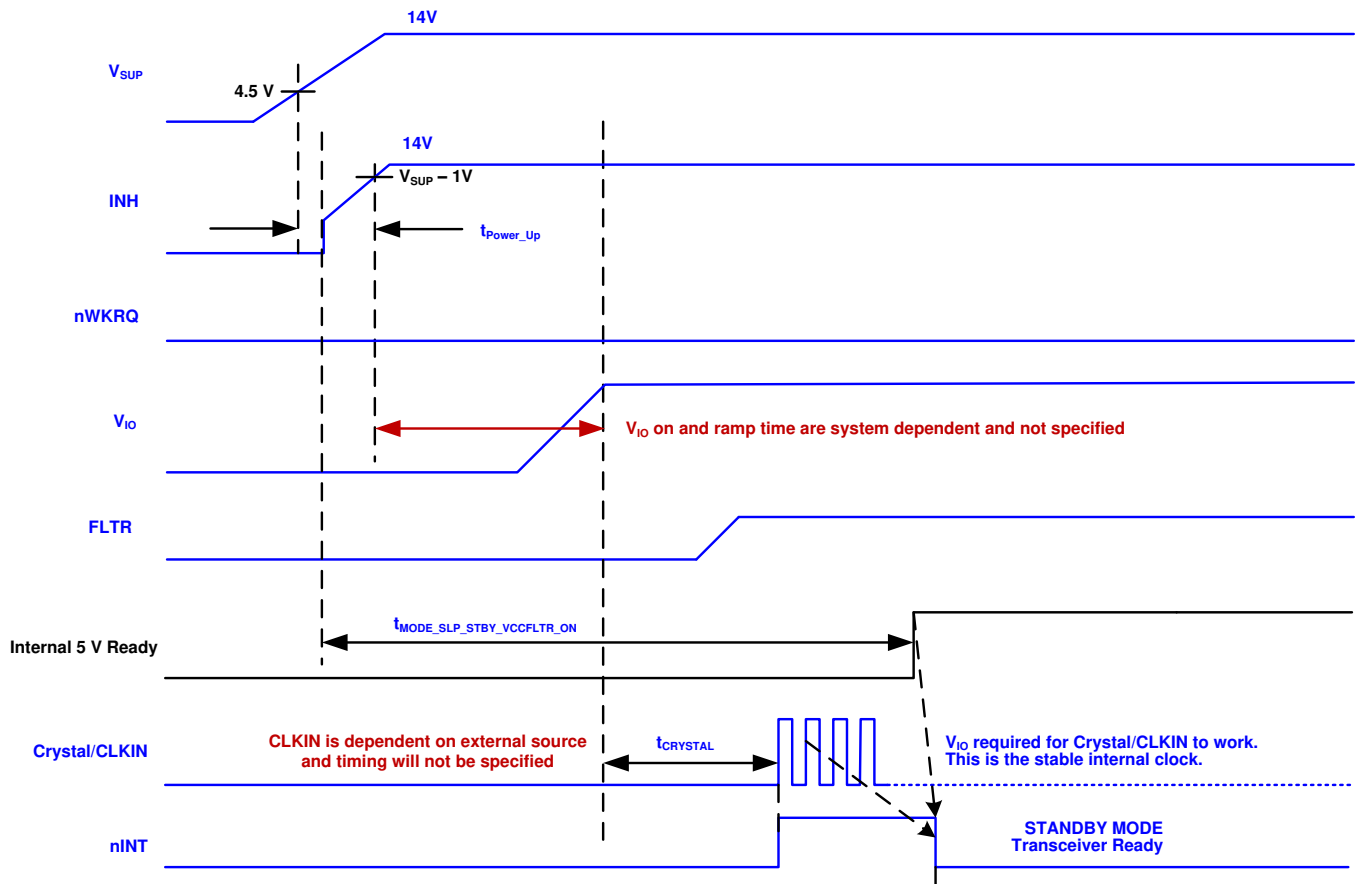 14V
VSUP
4.5 V
14V
VSUP – 1V
INH
tPower_Up
nWKRQ
VIO
VIO on and ramp time are system dependent and not specified
FLTR
tMODE_SLP_STBY_VCCFLTR_ON
Internal 5 V Ready
CLKIN is dependent on external source
and timing will not be specified
tCRYSTAL
Crystal/CLKIN
VIO required for Crystal/CLKIN to work.
This is the stable internal clock.
nINT
STANDBY MODE
Transceiver Ready